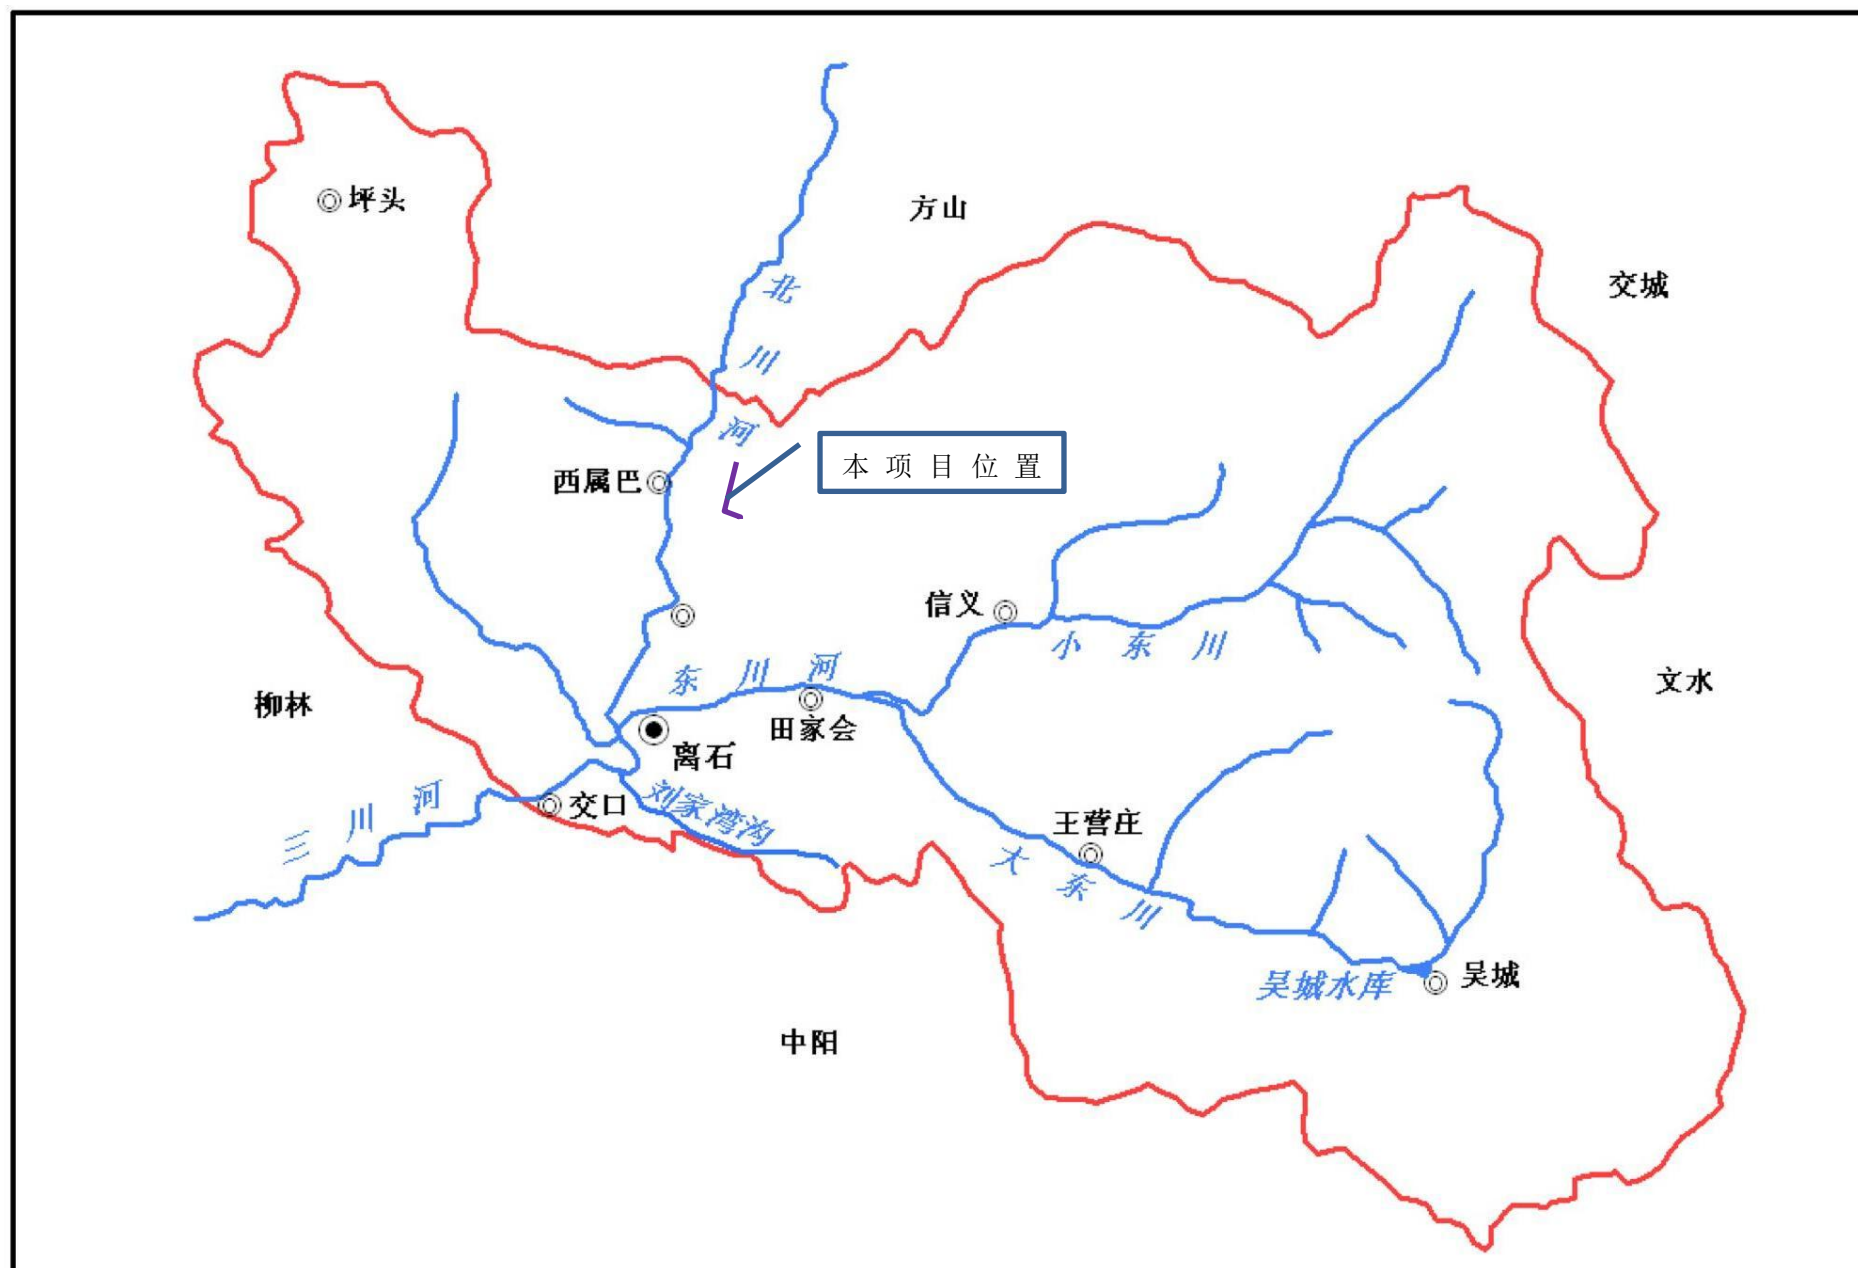 坪头
方山
交城
北川河
本项目位置
西属巴
信义
小东川
东川河
田家会
离石
柳林
文水
三川河
交口
刘家湾沟
王营庄
大东川
吴城水库
吴城
中阳